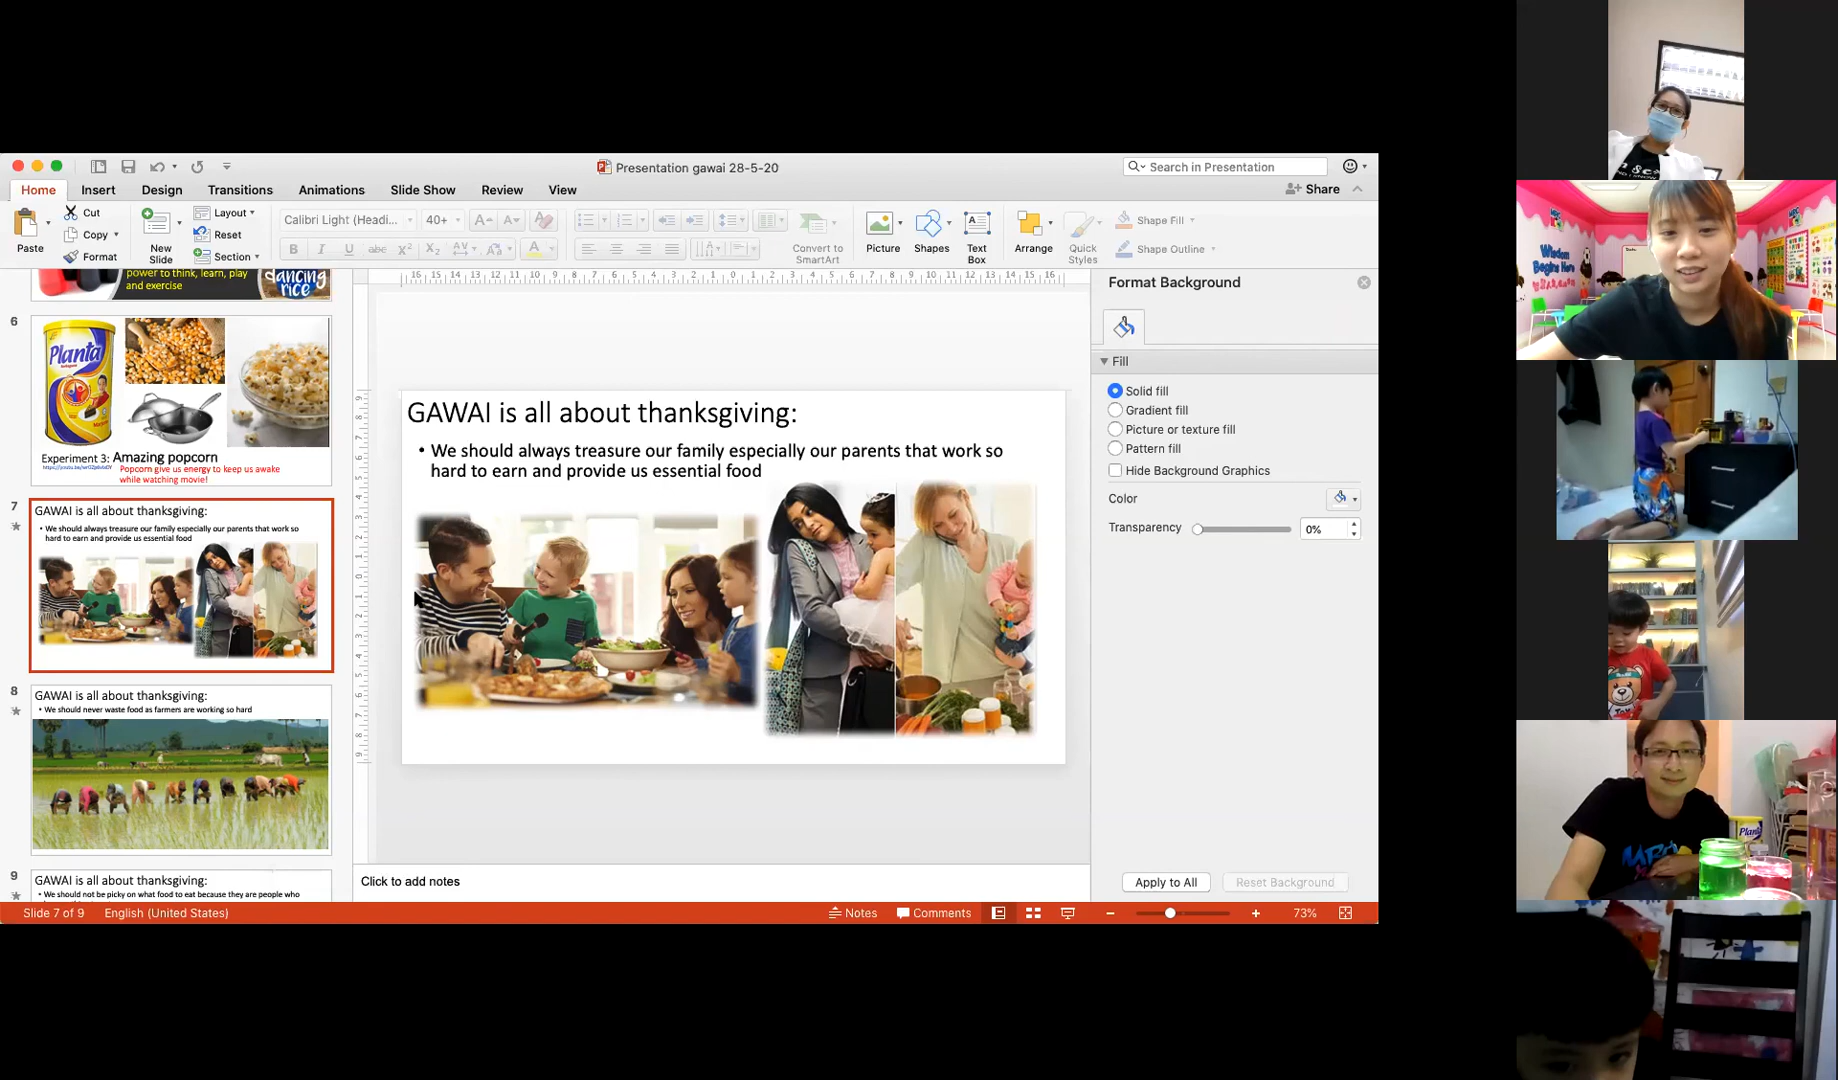 Presentation gawai 28-5-20
Search in Presentation
Home
Insert
Design
Transitions
Animations
Slide Show
Review
View
Share
Paste
Cut
Copy
Format
New
Slide
Layout
Reset
Section
Calibri Light (Headi...
40+
Convert to
SmartArt
Picture
Shapes
Text
Box
Arrange
Quick
Styles
Shape Fill
Shape Outline
power to think, learn, play
and exercise
dancing
rice
6
Planta
Experiment 3: Amazing popcorn
Popcorn give us energy to keep us awake
while watching movie!
7
GAWAI is all about thanksgiving:
• We should always treasure our family especially our parents that work so
hard to earn and provide us essential food
8
GAWAI is all about thanksgiving:
• We should never waste food as farmers are working so hard
9
GAWAI is all about thanksgiving:
• We should not be picky on what food to eat because they are people who
GAWAI is all about thanksgiving:
• We should always treasure our family especially our parents that work so
hard to earn and provide us essential food
Click to add notes
Format Background
Fill
Solid fill
Gradient fill
Picture or texture fill
Pattern fill
Hide Background Graphics
Color
Transparency
0%
Apply to All
Reset Background
Slide 7 of 9
English (United States)
Notes
Comments
73%
Wisdom
Begins Here
Planta